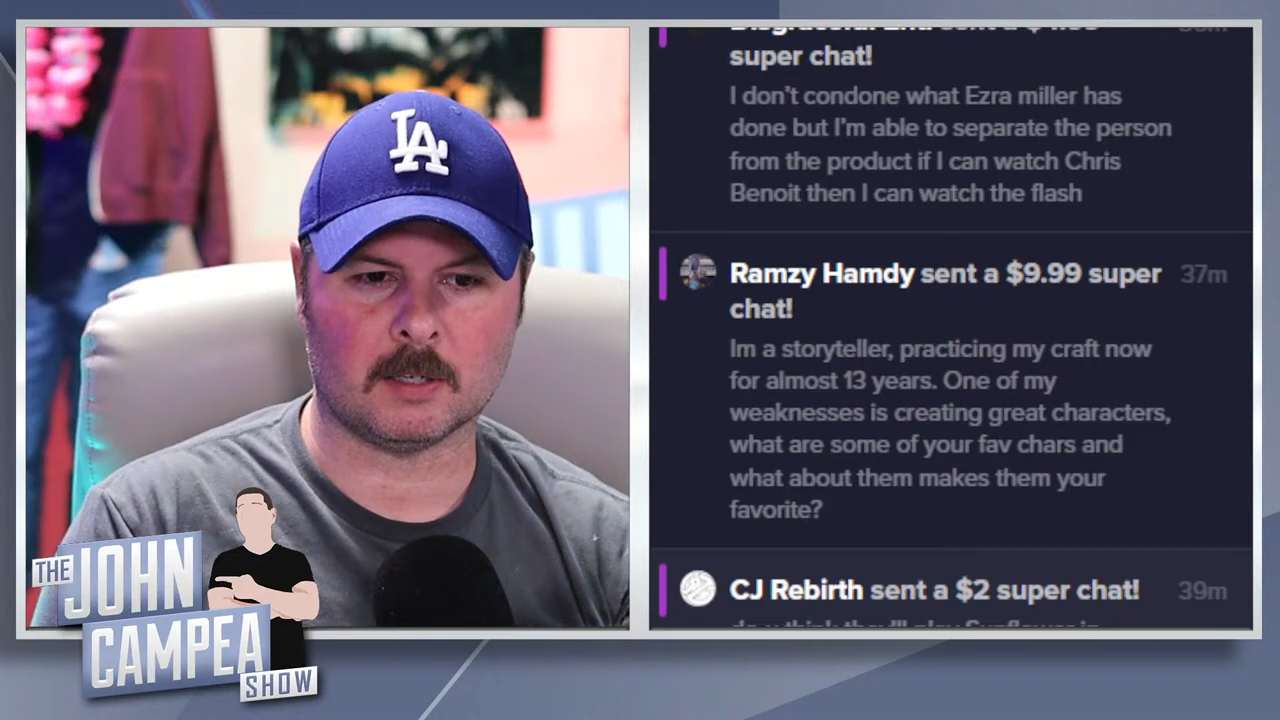 LA
super chat!
I don't condone what Ezra miller has
done but I'm able to separate the person
from the product if I can watch Chris
Benoit then I can watch the flash
Ramzy Hamdy sent a $9.99 super
chat!
37m
Im a storyteller, practicing my craft now
for almost 13 years. One of my
weaknesses is creating great characters,
what are some of your fav chars and
what about them makes them your
favorite?
CJ Rebirth sent a $2 super chat!
39m
THE
JOHN
CAMPEA
SHOW